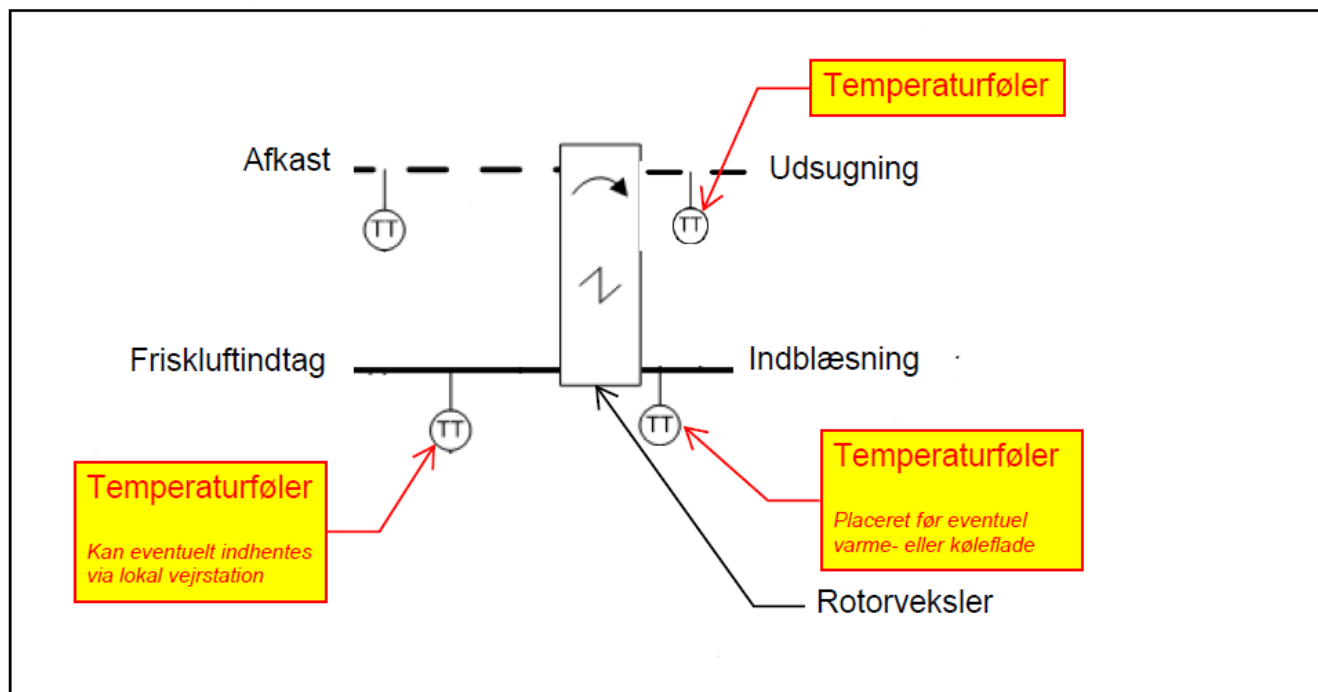 Temperaturføler
Afkast
Udsugning
TT
TT
Friskluftindtag
Indblæsning
TT
TT
Temperaturføler
Kan eventuelt indhentes
via lokal vejrstation
Temperaturføler
Placeret før eventuel
varme- eller køleflade
Rotorveksler